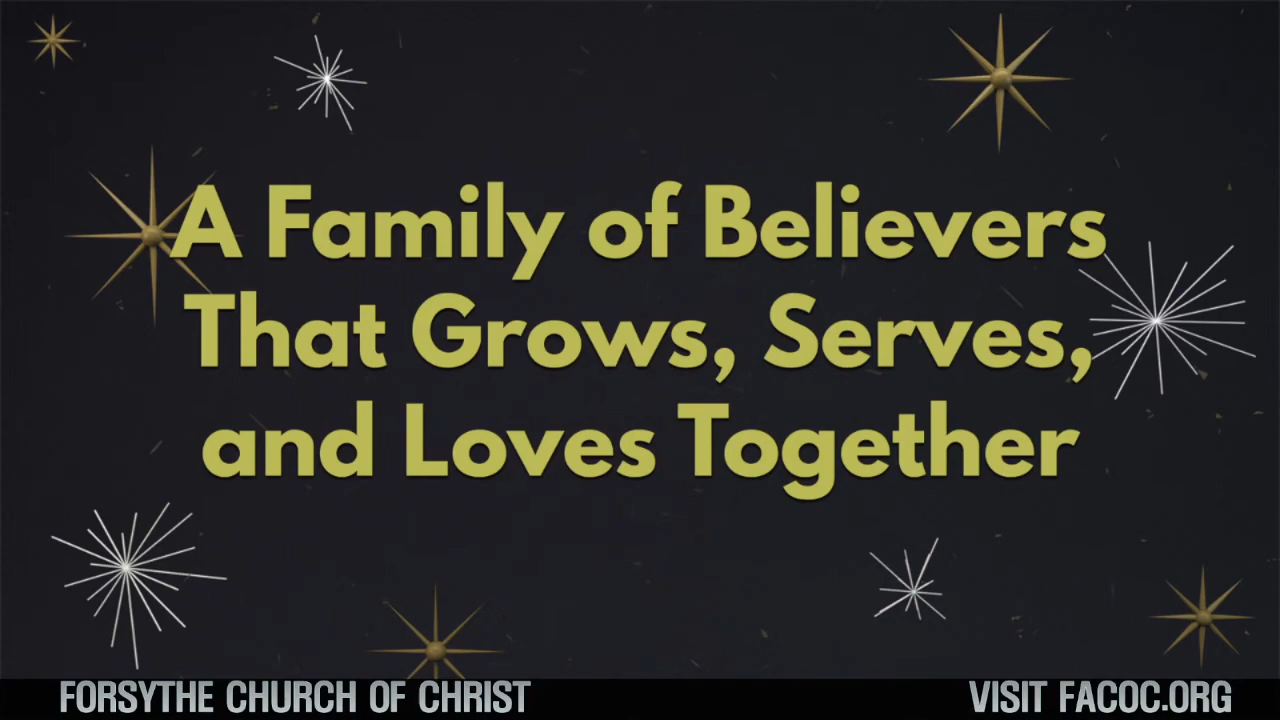 A Family of Believers
That Grows, Serves,
and Loves Together
FORSYTHE CHURCH OF CHRIST
VISIT FACOC.ORG